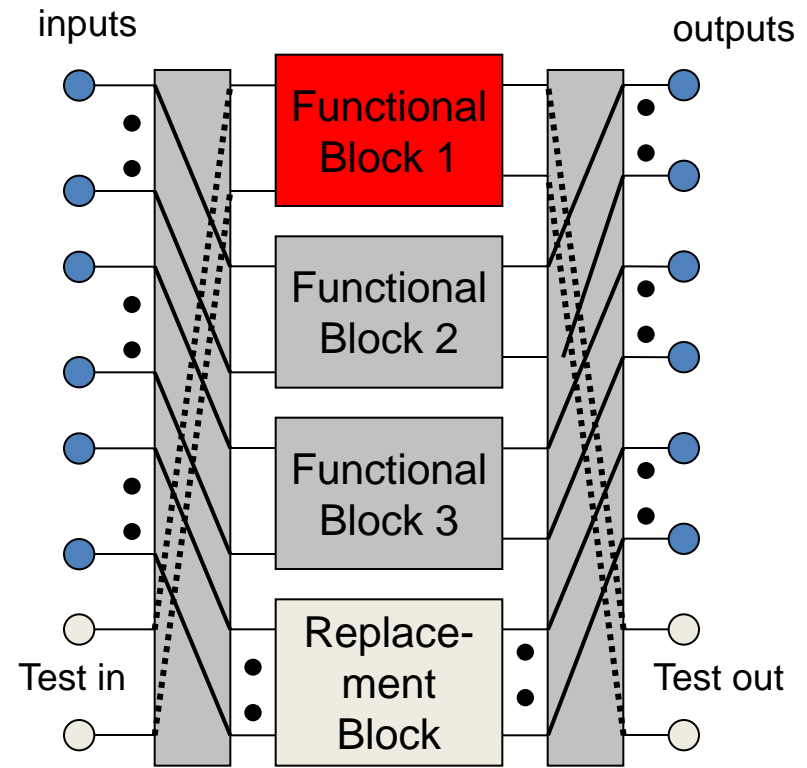 inputs
outputs
Functional
Block 1
Functional
Block 2
Functional
Block 3
Replace-
ment
Block
Test in
Test out